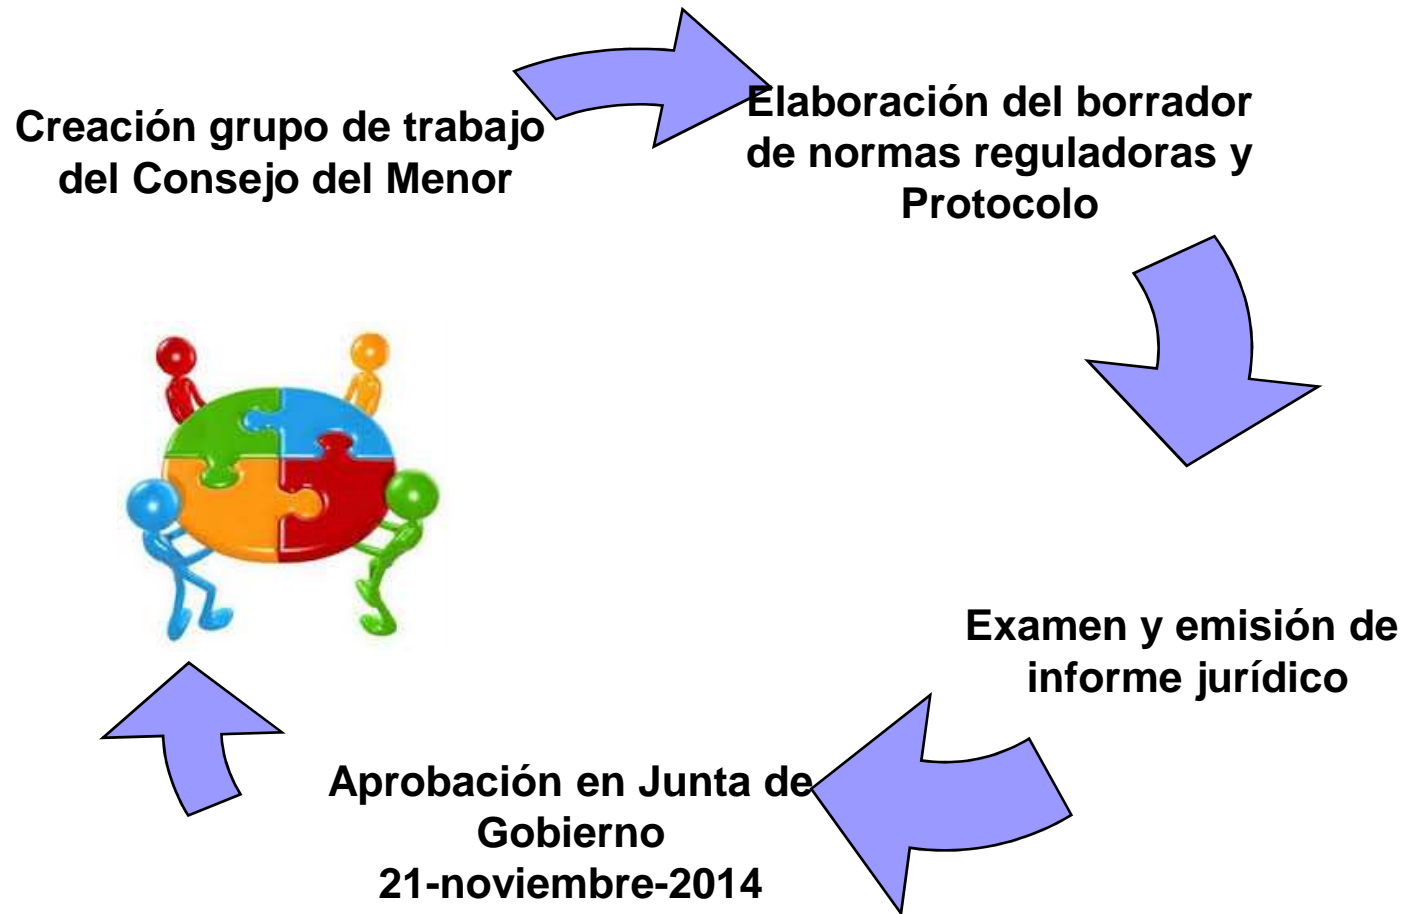 Creación grupo de trabajo
del Consejo del Menor
Elaboración del borrador
de normas reguladoras y
Protocolo
Examen y emisión de
informe jurídico
Aprobación en Junta de
Gobierno
21-noviembre-2014